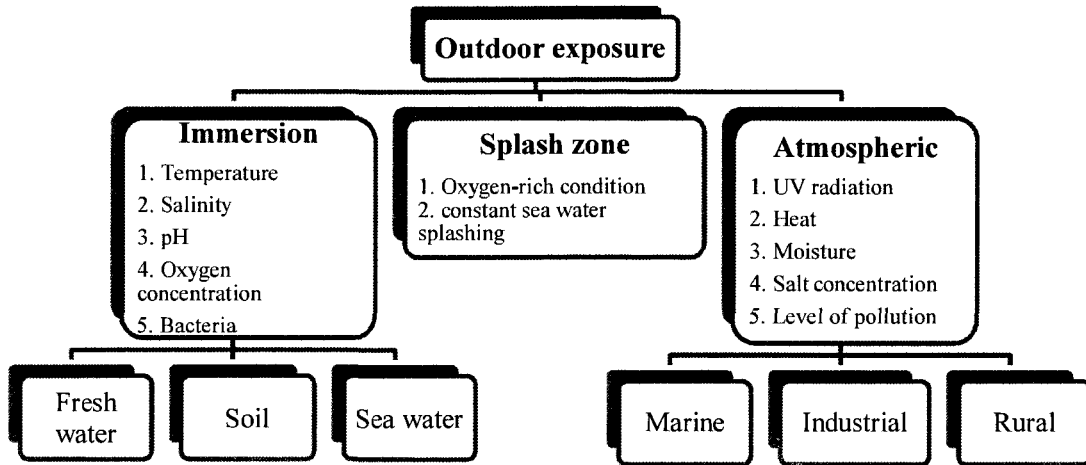 Outdoor exposure
Immersion
1. Temperature
2. Salinity
3. pH
4. Oxygen
concentration
5. Bacteria
Splash zone
1. Oxygen-rich condition
2. constant sea water
splashing
Atmospheric
1. UV radiation
2. Heat
3. Moisture
4. Salt concentration
5. Level of pollution
Fresh
water
Soil
Sea water
Marine
Industrial
Rural